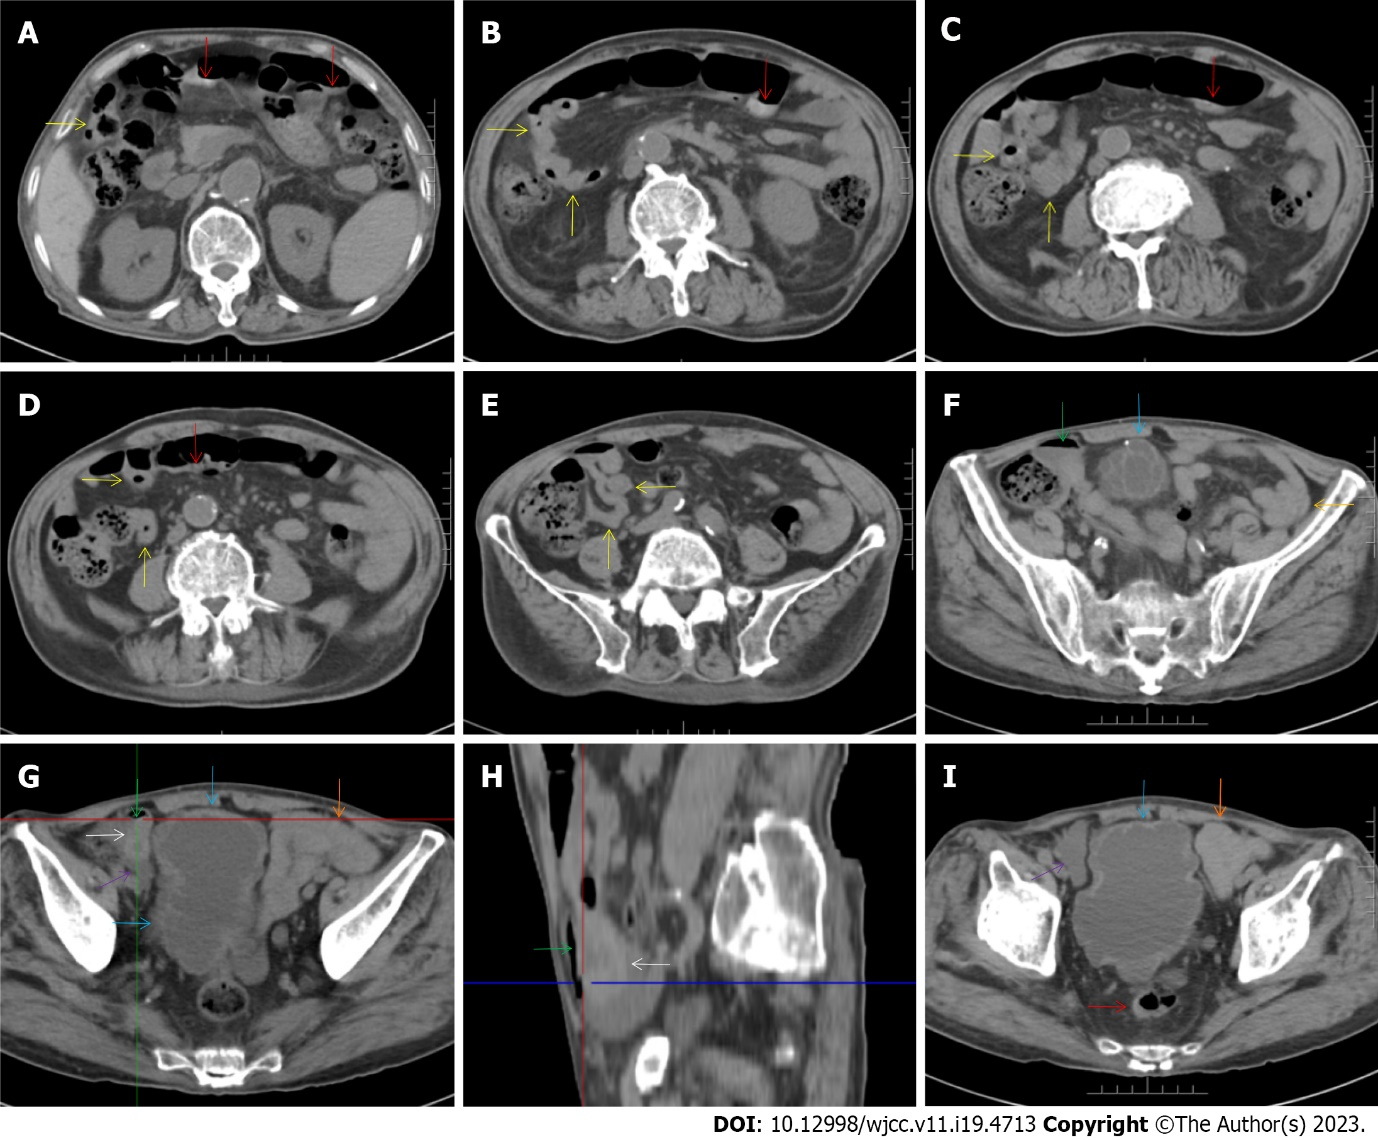 A
B
C
D
E
F
G
H
I
DOI: 10.12998/wjcc.v11.i19.4713 Copyright ©The Author(s) 2023.